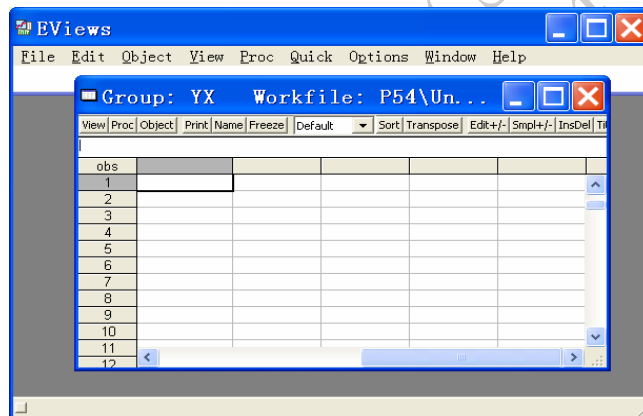 EViews
File Edit Object View Proc Quick Options Window Help
Group: YX Workfile: P54\Un...
View Proc Object Print Name Freeze Default Sort Transpose Edit+/- Smpl+/- InsDel
obs
1
2
3
4
5
6
7
8
9
10
11
12